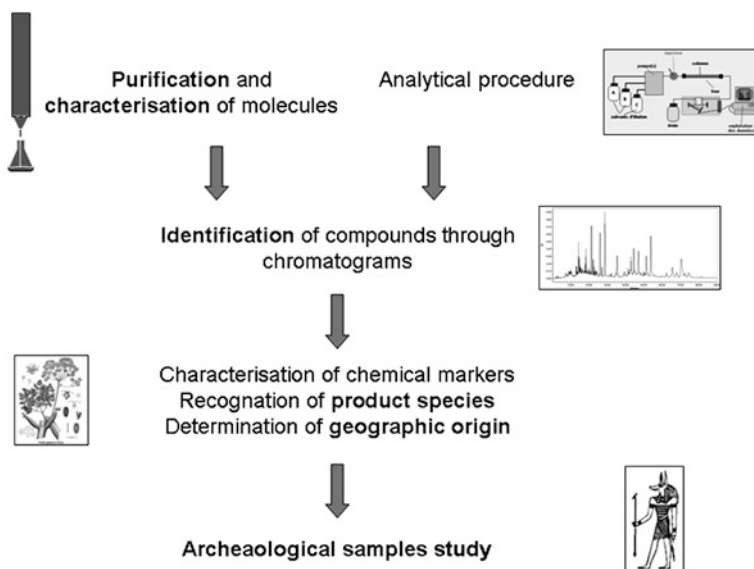 Purification and
characterisation of molecules
Analytical procedure
Identification of compounds through
chromatograms
Characterisation of chemical markers
Recognation of product species
Determination of geographic origin
Archeaological samples study